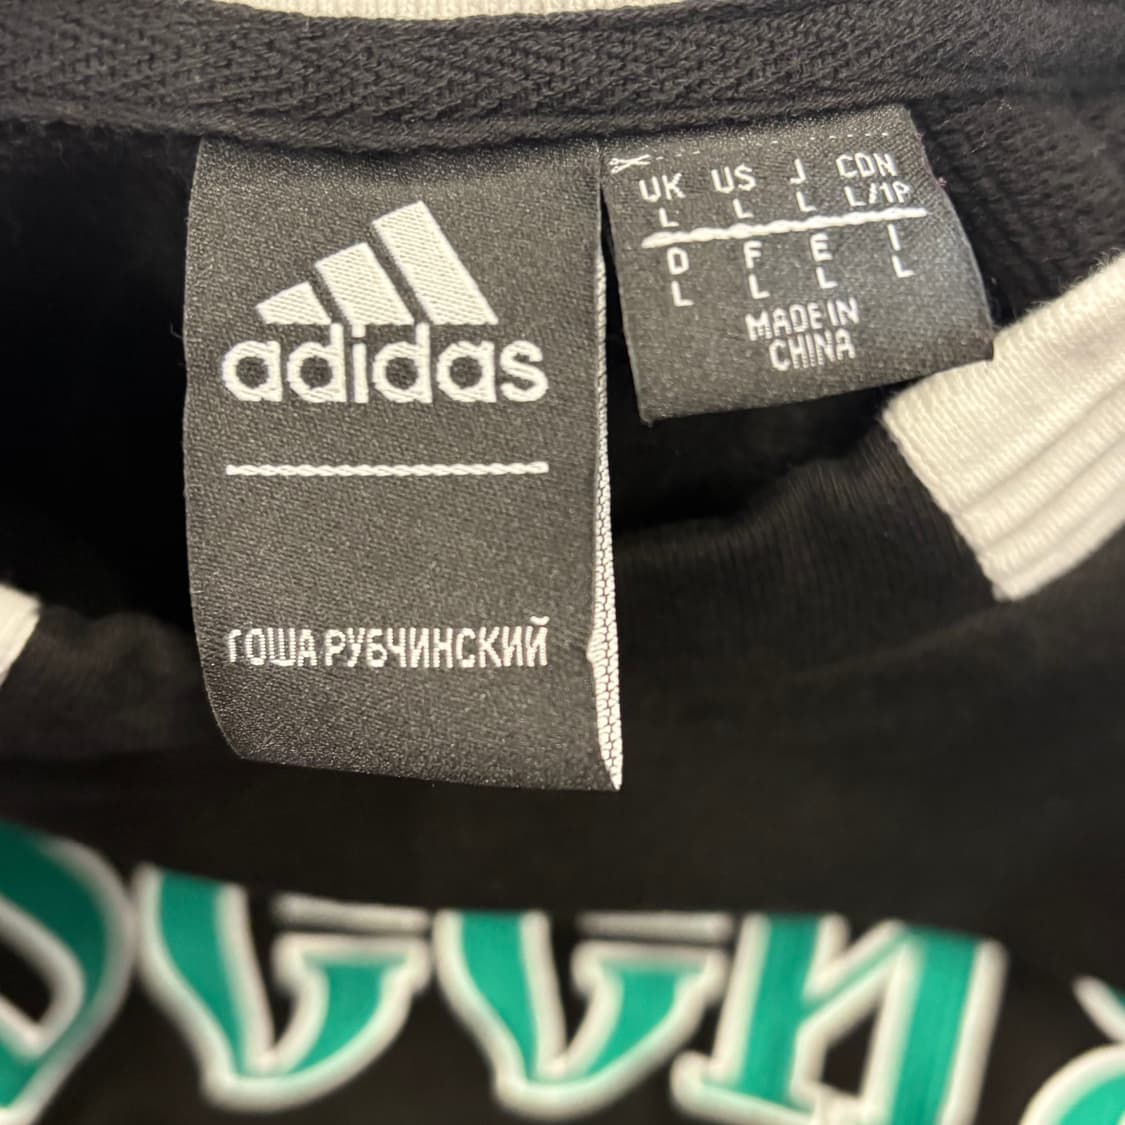 adidas
ГОША РУБЧИНСКИЙ
UK US J CDN
L L L L/1P
D F E I
L L L L
MADE IN
CHINA